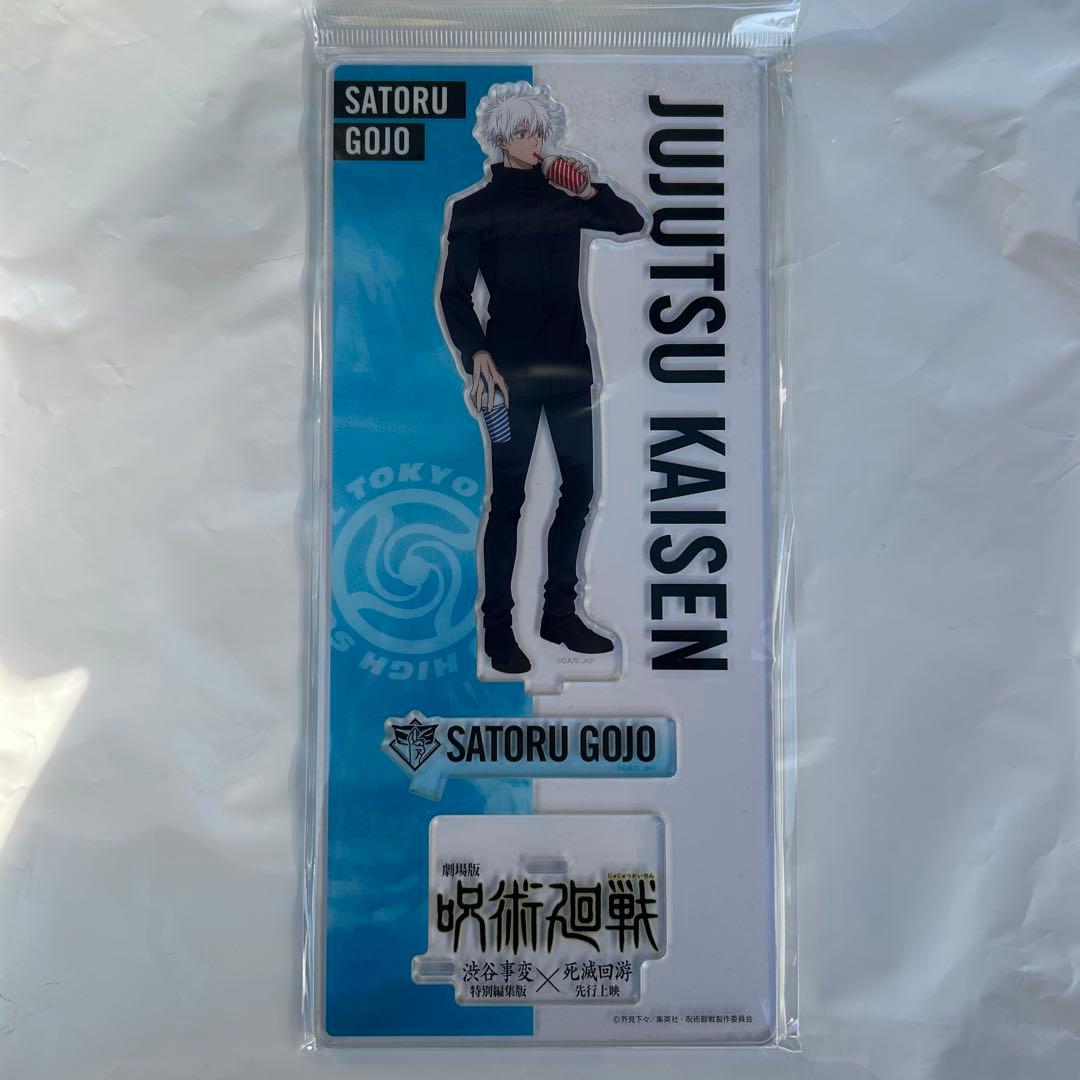 SATORU
GOJO
JUJUTSU KAISEN
TOKYO
HIGH S
©GA/S, JKP
SATORU GOJO
©GA/S, JKP
劇場版
じゅじゅつかいせん
呪術廻戦
渋谷事変×死滅回游
特別編集版 先行上映
©芥見下々/集英社・呪術廻戦製作委員会